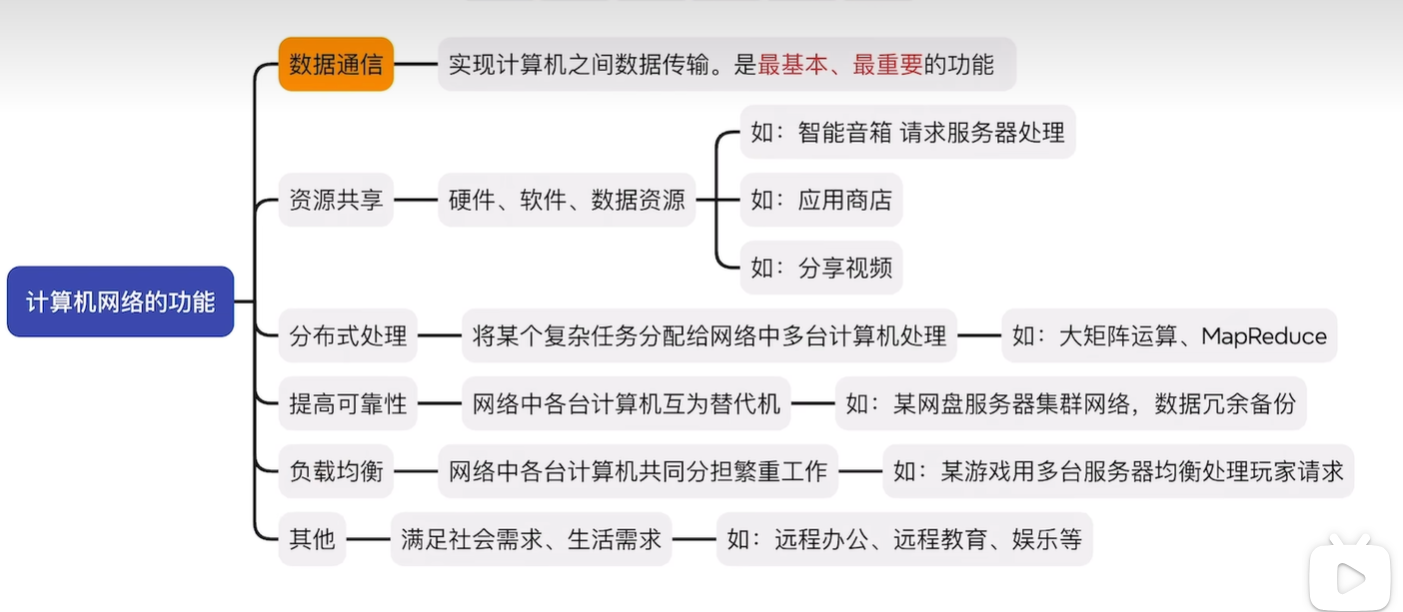 数据通信
实现计算机之间数据传输。是最基本、最重要的功能
如：智能音箱 请求服务器处理
资源共享
硬件、软件、数据资源
如：应用商店
如：分享视频
计算机网络的功能
分布式处理
将某个复杂任务分配给网络中多台计算机处理
如：大矩阵运算、MapReduce
提高可靠性
网络中各台计算机互为替代机
如：某网盘服务器集群网络，数据冗余备份
负载均衡
网络中各台计算机共同分担繁重工作
如：某游戏用多台服务器均衡处理玩家请求
其他
满足社会需求、生活需求
如：远程办公、远程教育、娱乐等